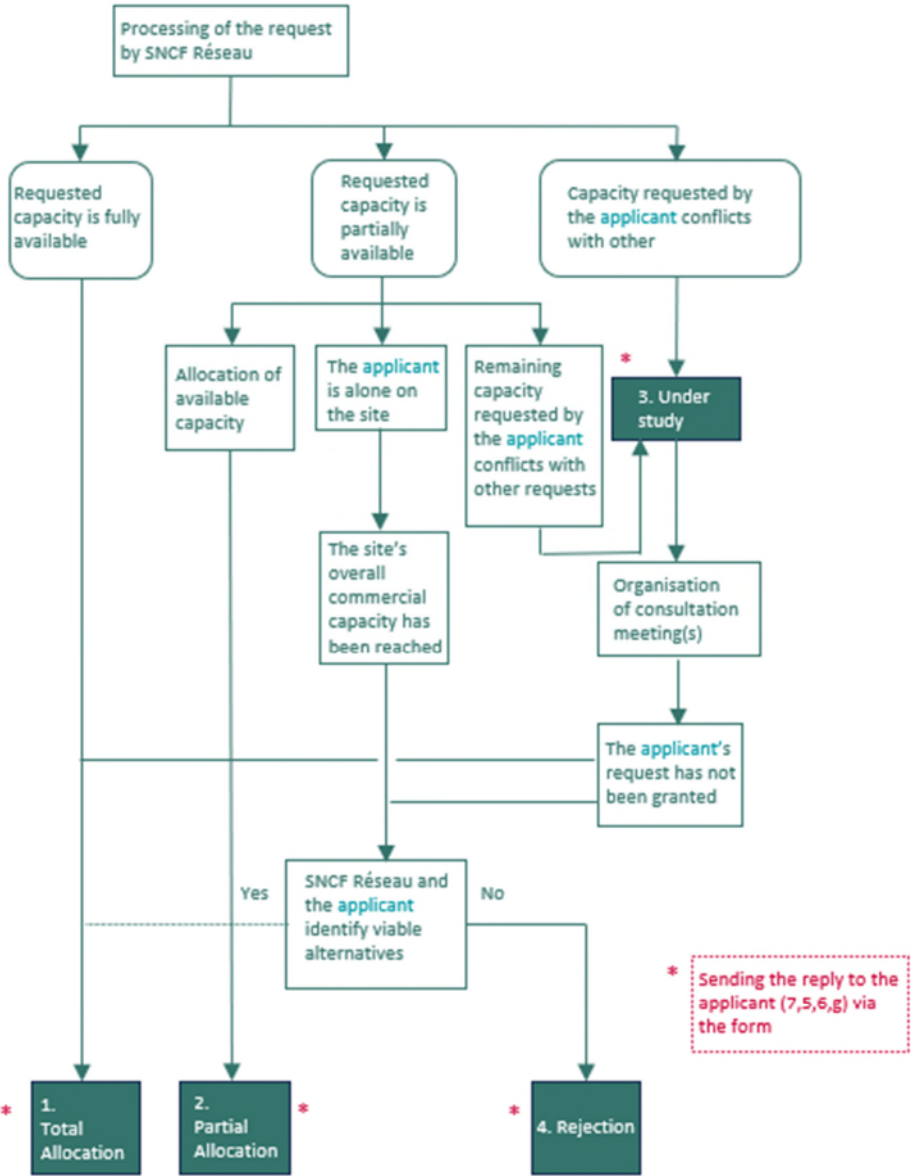 Processing of the request
by SNCF Réseau
Requested
capacity is fully
available
Requested
capacity is
partially
available
Capacity requested by
the applicant conflicts
with other
Allocation of
available
capacity
The applicant
is alone on
the site
Remaining
capacity
requested by
the applicant
conflicts with
other requests
*
3. Under
study
The site's
overall
commercial
capacity has
been reached
Organisation
of consultation
meeting(s)
The applicant's
request has not
been granted
Yes
SNCF Réseau and
the applicant
identify viable
alternatives
No
*
Sending the reply to the
applicant (7,5,6,g) via
the form
*
1.
Total
Allocation
2.
Partial
Allocation
*
*
4. Rejection